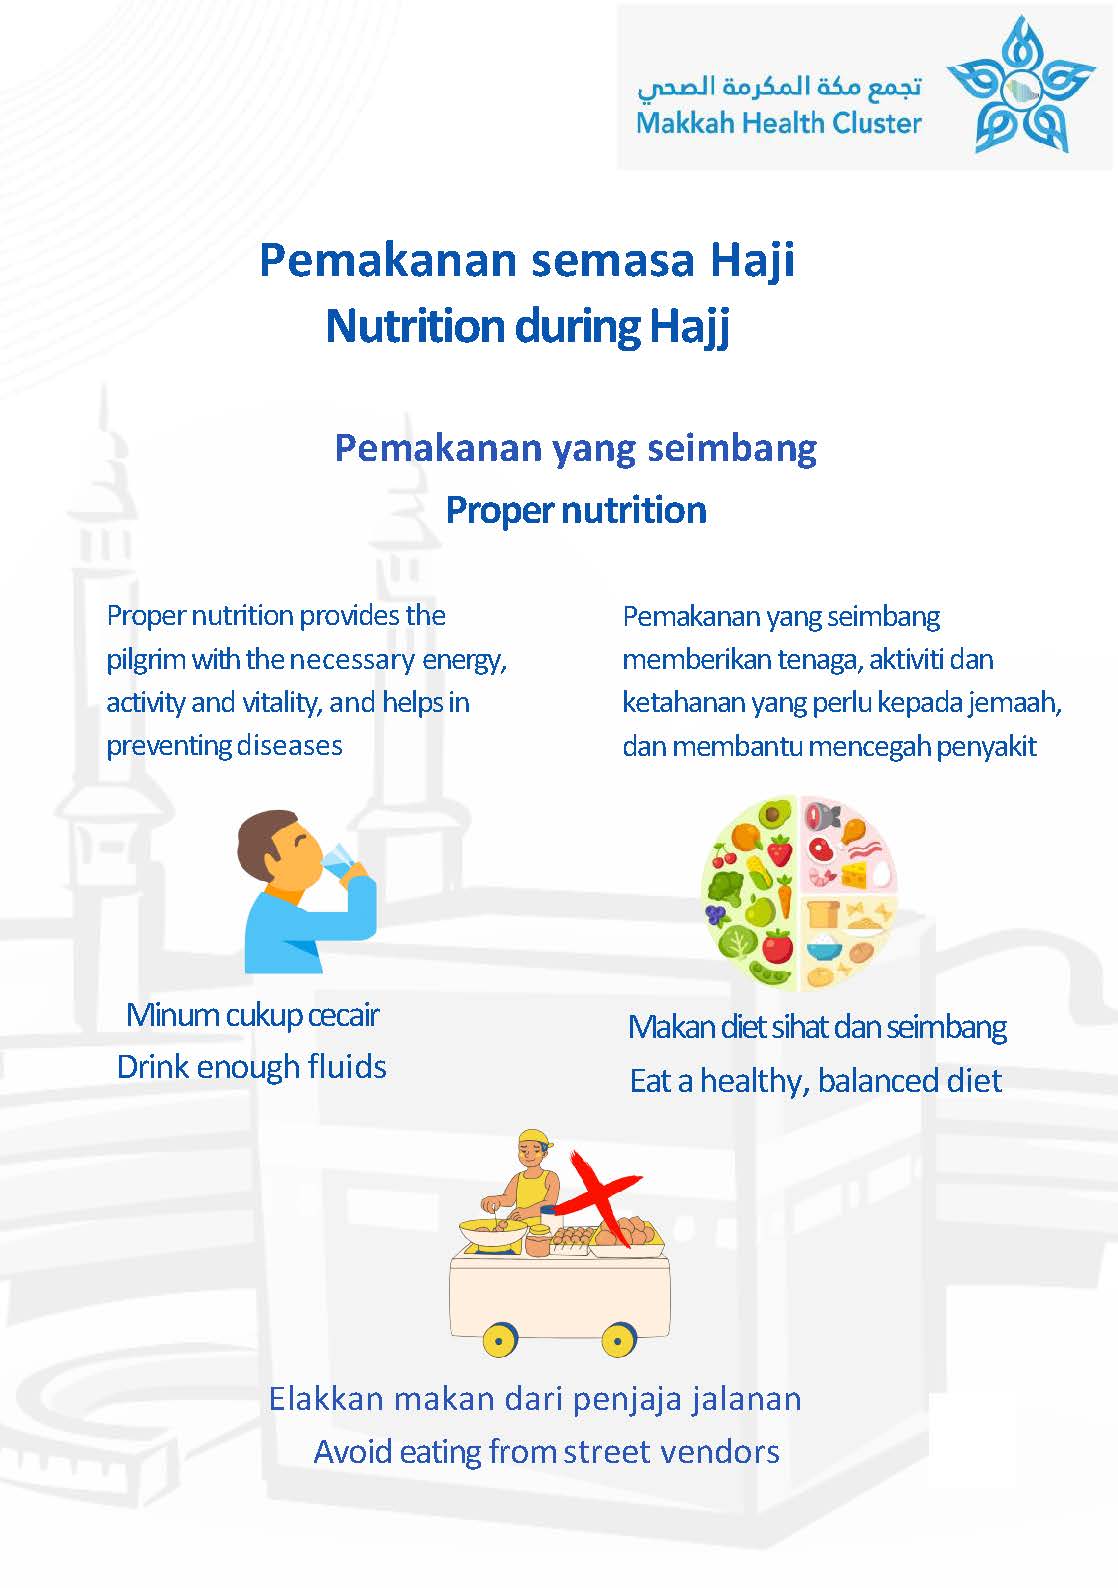 تجمع مكة المكرمة الصحي
Makkah Health Cluster
Pemakanan semasa Haji
Nutrition during Hajj
Pemakanan yang seimbang
Proper nutrition
Proper nutrition provides the
pilgrim with the necessary energy,
activity and vitality, and helps in
preventing diseases
Pemakanan yang seimbang
memberikan tenaga, aktiviti dan
ketahanan yang perlu kepada jemaah,
dan membantu mencegah penyakit
Minum cukup cecair
Drink enough fluids
Makan diet sihat dan seimbang
Eat a healthy, balanced diet
Elakkan makan dari penjaja jalanan
Avoid eating from street vendors